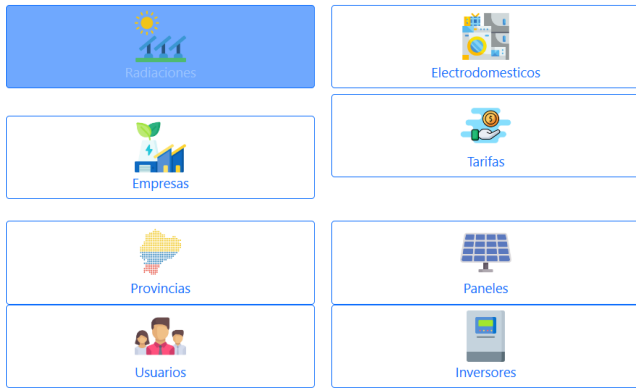 Radiaciones
Electrodomesticos
Empresas
Tarifas
Provincias
Paneles
Usuarios
Inversores